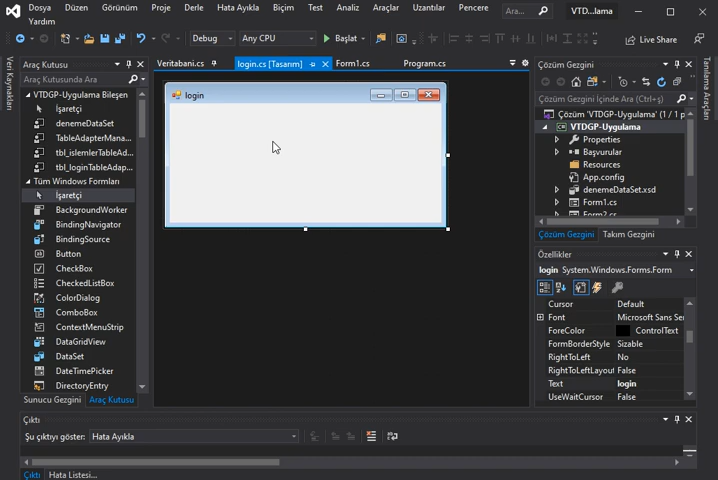 Dosya Düzen Görünüm Proje Derle Hata Ayıkla Biçim Test Analiz Araçlar Uzantılar Pencere Ara... VTD...lama
Yardım
Debug Any CPU Başlat Live Share
Veri Kaynakları
Araç Kutusu
Araç Kutusunda Ara
VTDGP-Uygulama Bileşen
İşaretçi
denemeDataSet
TableAdapterMana...
tbl_islemlerTableAd...
tbl_loginTableAdap...
Tüm Windows Formları
İşaretçi
BackgroundWorker
BindingNavigator
BindingSource
Button
CheckBox
CheckedListBox
ColorDialog
ComboBox
ContextMenuStrip
DataGridView
DataSet
DateTimePicker
DirectoryEntry
Sunucu Gezgini Araç Kutusu
Veritabani.cs login.cs [Tasarım] Form1.cs Program.cs
login
Çözüm Gezgini
Çözüm Gezgini İçinde Ara (Ctrl+ş)
Çözüm 'VTDGP-Uygulama' (1 / 1 p
VTDGP-Uygulama
Properties
Başvurular
Resources
App.config
denemeDataSet.xsd
Form1.cs
Form2.cs
Çözüm Gezgini Takım Gezgini
Özellikler
login System.Windows.Forms.Form
Cursor Default
Font Microsoft Sans Ser
ForeColor ControlText
FormBorderStyle Sizable
RightToLeft No
RightToLeftLayout False
Text login
UseWaitCursor False
Tanılama Araçları
Çıktı
Şu çıktıyı göster: Hata Ayıkla
Çıktı Hata Listesi...